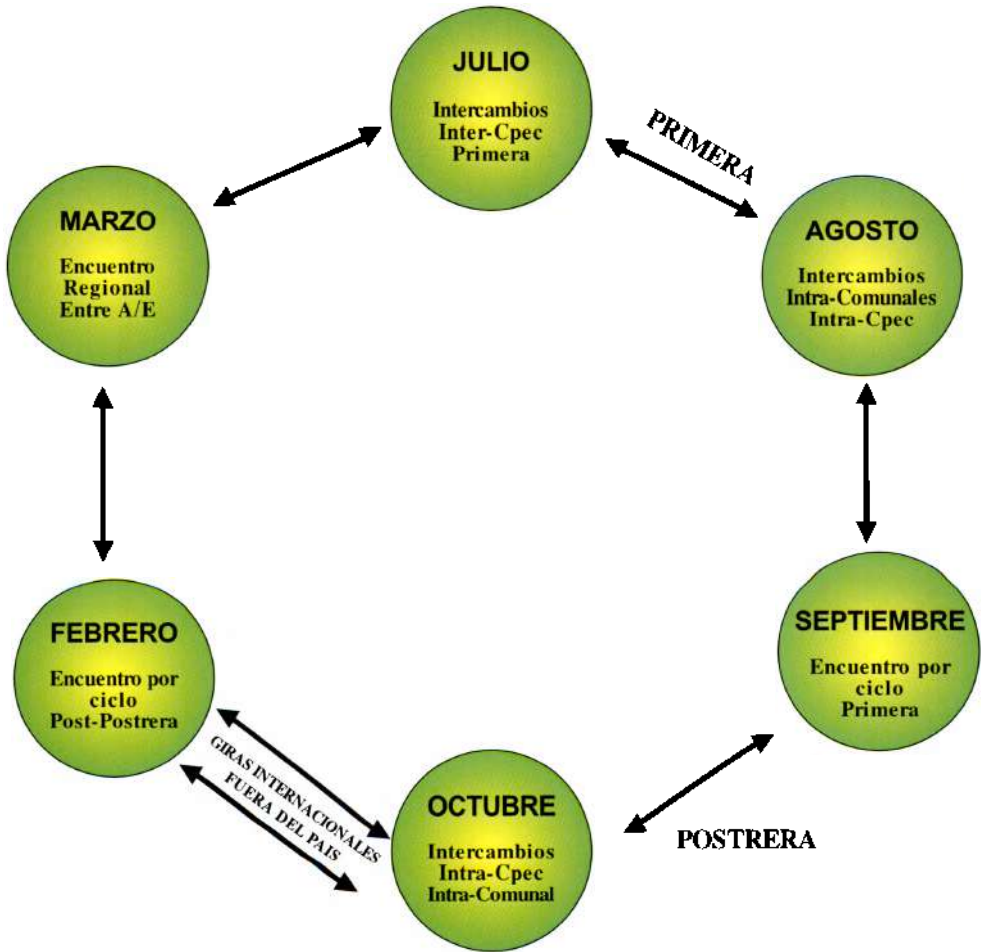 JULIO
Intercambios
Inter-Cpec
Primera
PRIMERA
AGOSTO
Intercambios
Intra-Comunales
Intra-Cpec
SEPTIEMBRE
Encuentro por
ciclo
Primera
POSTRERA
OCTUBRE
Intercambios
Intra-Cpec
Intra-Comunal
GIRAS INTERNACIONALES
FUERA DEL PAIS
FEBRERO
Encuentro por
ciclo
Post-Postrera
MARZO
Encuentro
Regional
Entre A/E